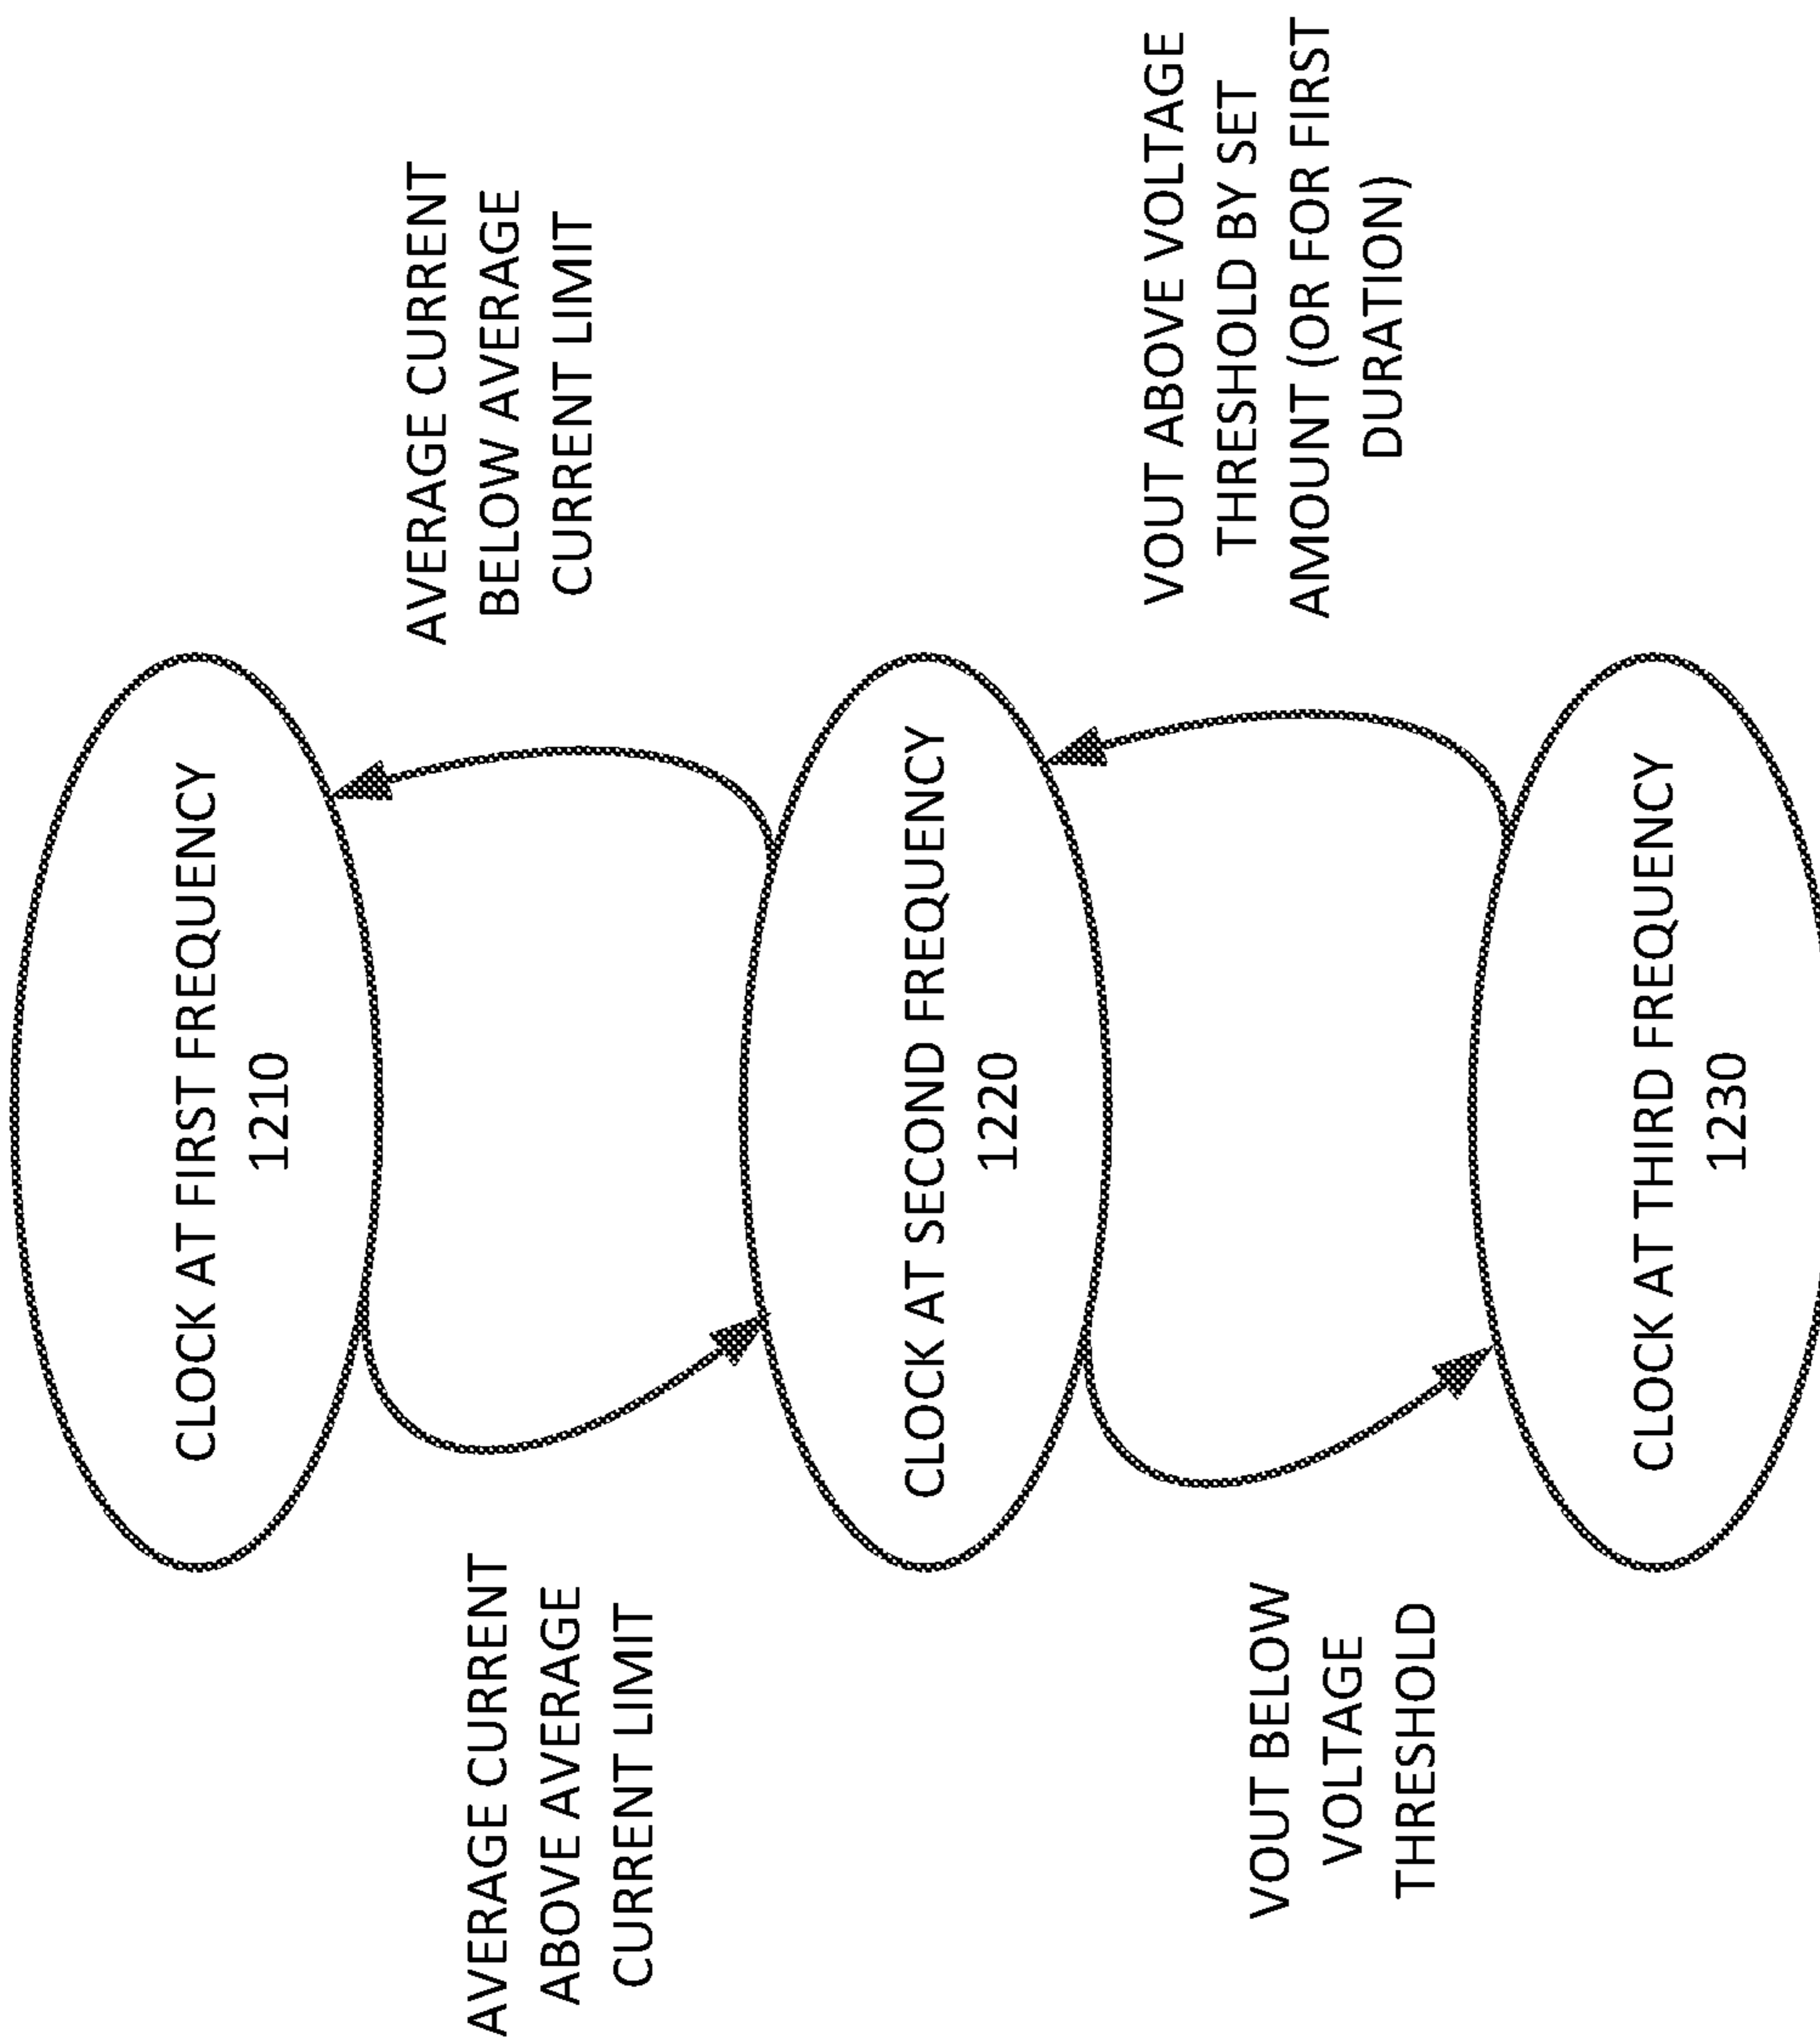 CLOCK AT FIRST FREQUENCY
1210
AVERAGE CURRENT
ABOVE AVERAGE
CURRENT LIMIT
AVERAGE CURRENT
BELOW AVERAGE
CURRENT LIMIT
CLOCK AT SECOND FREQUENCY
1220
VOUT BELOW
VOLTAGE
THRESHOLD
VOUT ABOVE VOLTAGE
THRESHOLD BY SET
AMOUNT (OR FOR FIRST
DURATION)
CLOCK AT THIRD FREQUENCY
1230